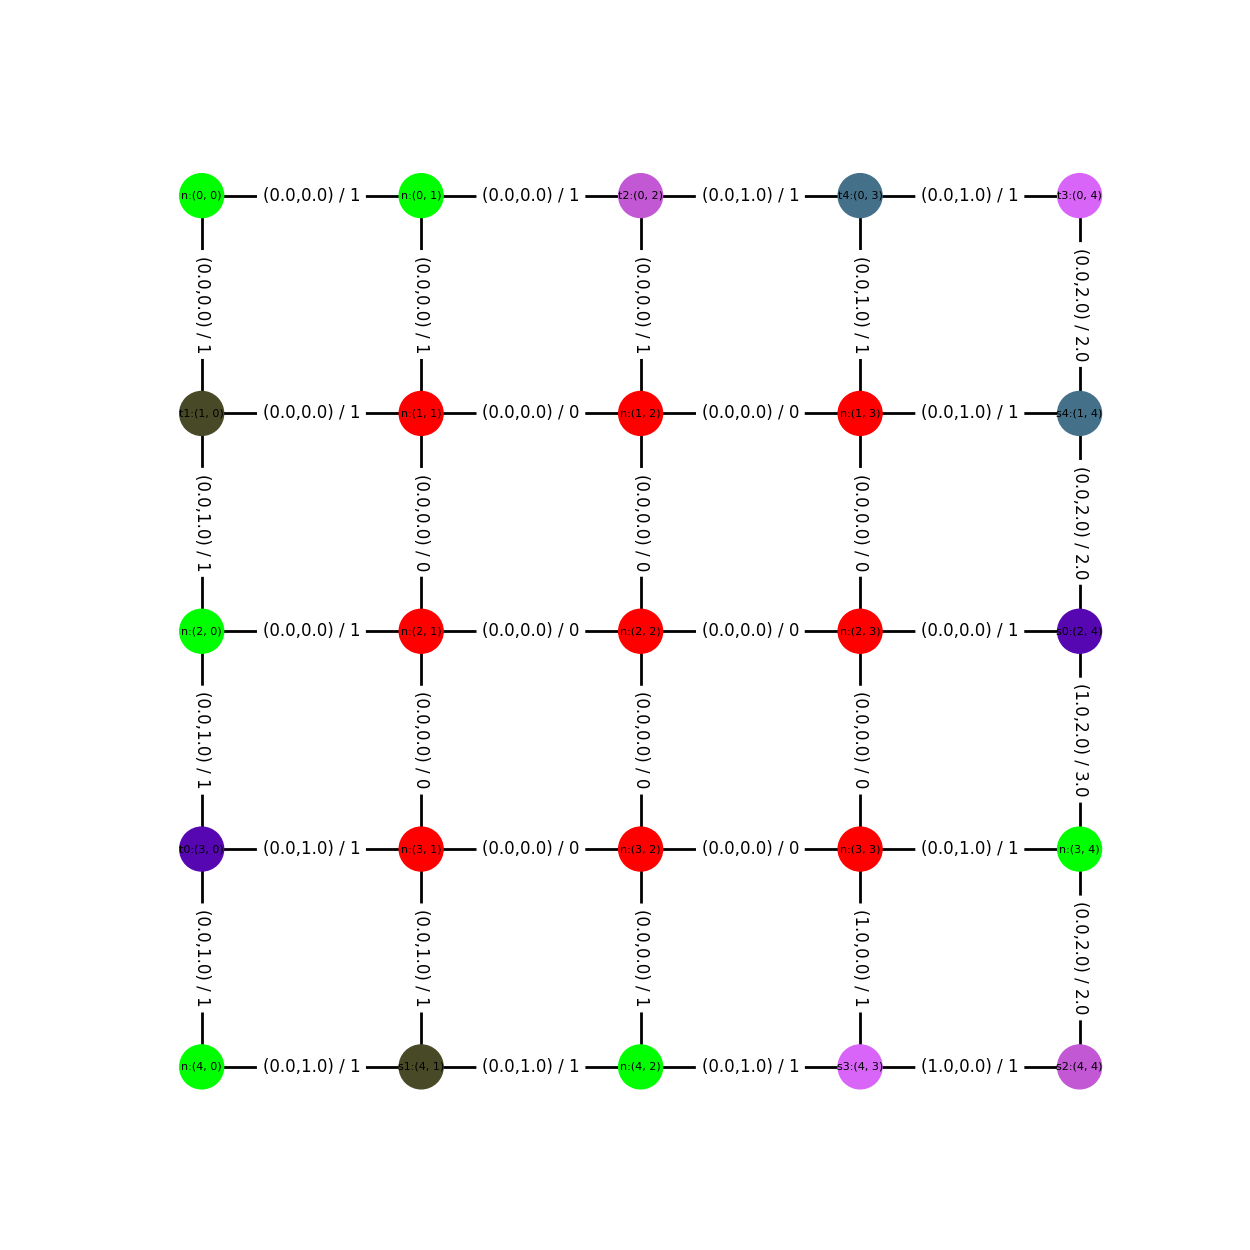 n:(0, 0) (0.0,0.0) / 1 n:(0, 1) (0.0,0.0) / 1 t2:(0, 2) (0.0,1.0) / 1 t4:(0, 3) (0.0,1.0) / 1 t3:(0, 4)
(0.0,0.0) / 1 (0.0,0.0) / 1 (0.0,0.0) / 1 (0.0,1.0) / 1 (0.0,2.0) / 2.0
t1:(1, 0) (0.0,0.0) / 1 n:(1, 1) (0.0,0.0) / 0 n:(1, 2) (0.0,0.0) / 0 n:(1, 3) (0.0,1.0) / 1 s4:(1, 4)
(0.0,1.0) / 1 (0.0,0.0) / 0 (0.0,0.0) / 0 (0.0,0.0) / 0 (0.0,2.0) / 2.0
n:(2, 0) (0.0,0.0) / 1 n:(2, 1) (0.0,0.0) / 0 n:(2, 2) (0.0,0.0) / 0 n:(2, 3) (0.0,0.0) / 1 s0:(2, 4)
(0.0,1.0) / 1 (0.0,0.0) / 0 (0.0,0.0) / 0 (0.0,0.0) / 0 (1.0,2.0) / 3.0
t0:(3, 0) (0.0,1.0) / 1 n:(3, 1) (0.0,0.0) / 0 n:(3, 2) (0.0,0.0) / 0 n:(3, 3) (0.0,1.0) / 1 n:(3, 4)
(0.0,1.0) / 1 (0.0,1.0) / 1 (0.0,0.0) / 1 (1.0,0.0) / 1 (0.0,2.0) / 2.0
n:(4, 0) (0.0,1.0) / 1 s1:(4, 1) (0.0,1.0) / 1 n:(4, 2) (0.0,1.0) / 1 s3:(4, 3) (1.0,0.0) / 1 s2:(4, 4)